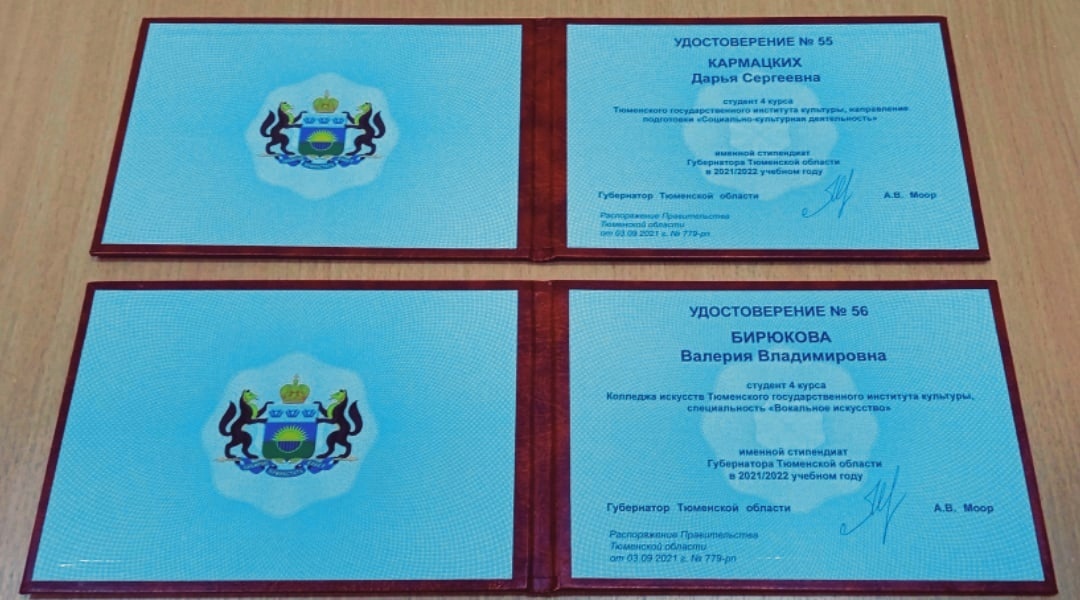 УДОСТОВЕРЕНИЕ № 55
КАРМАЦКИХ
Дарья Сергеевна
студент 4 курса
Тюменского государственного института культуры, направление
подготовки «Социально-культурная деятельность»
именной стипендиат
Губернатора Тюменской области
в 2021/2022 учебном году
Губернатор Тюменской области А.В. Моор
Распоряжение Правительства
Тюменской области
от 03.09.2021 г. № 779-рп
УДОСТОВЕРЕНИЕ № 56
БИРЮКОВА
Валерия Владимировна
студент 4 курса
Колледжа искусств Тюменского государственного института культуры,
специальность «Вокальное искусство»
именной стипендиат
Губернатора Тюменской области
в 2021/2022 учебном году
Губернатор Тюменской области А.В. Моор
Распоряжение Правительства
Тюменской области
от 03.09.2021 г. № 779-рп